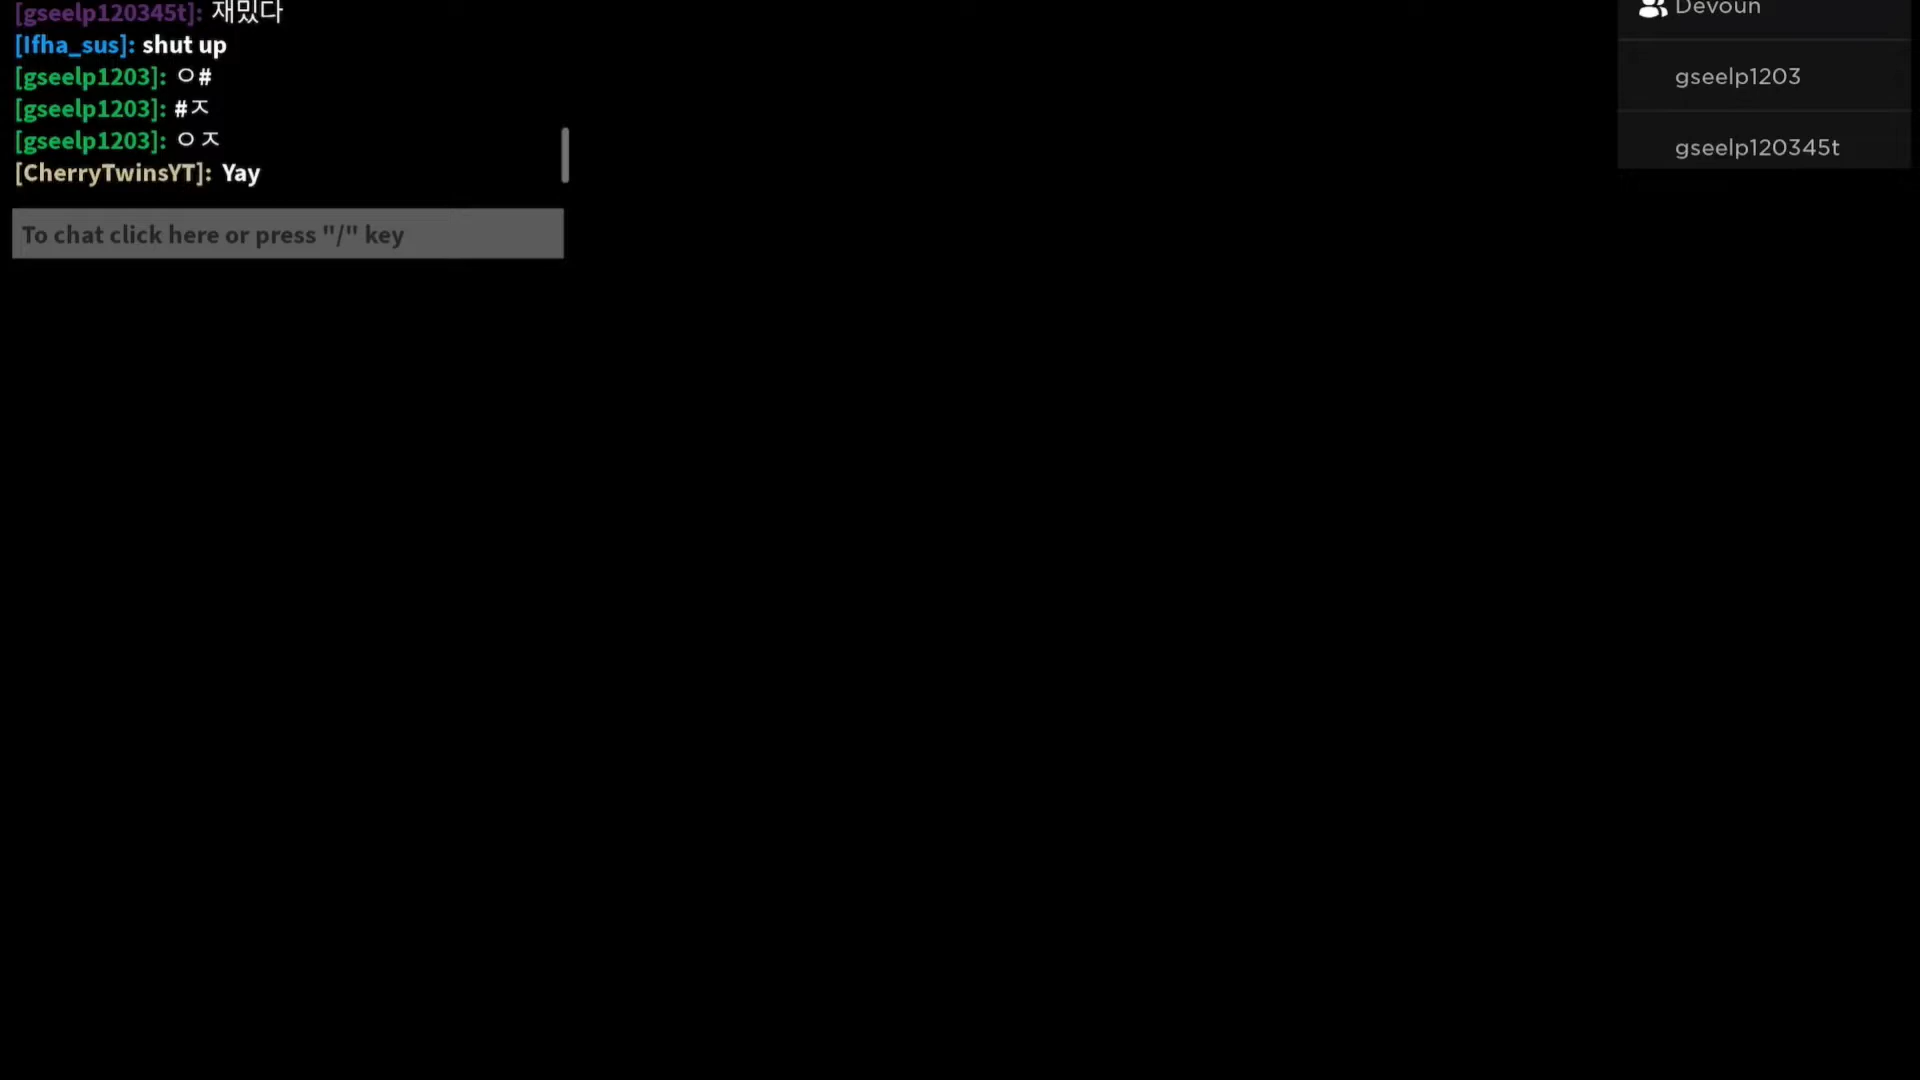 [gseelp120345t]: 재밌다
[Ifha_sus]: shut up
[gseelp1203]: ㅇ#
[gseelp1203]: #ㅈ
[gseelp1203]: ㅇㅈ
[CherryTwinsYT]: Yay
To chat click here or press "/" key
Devoun
gseelp1203
gseelp120345t